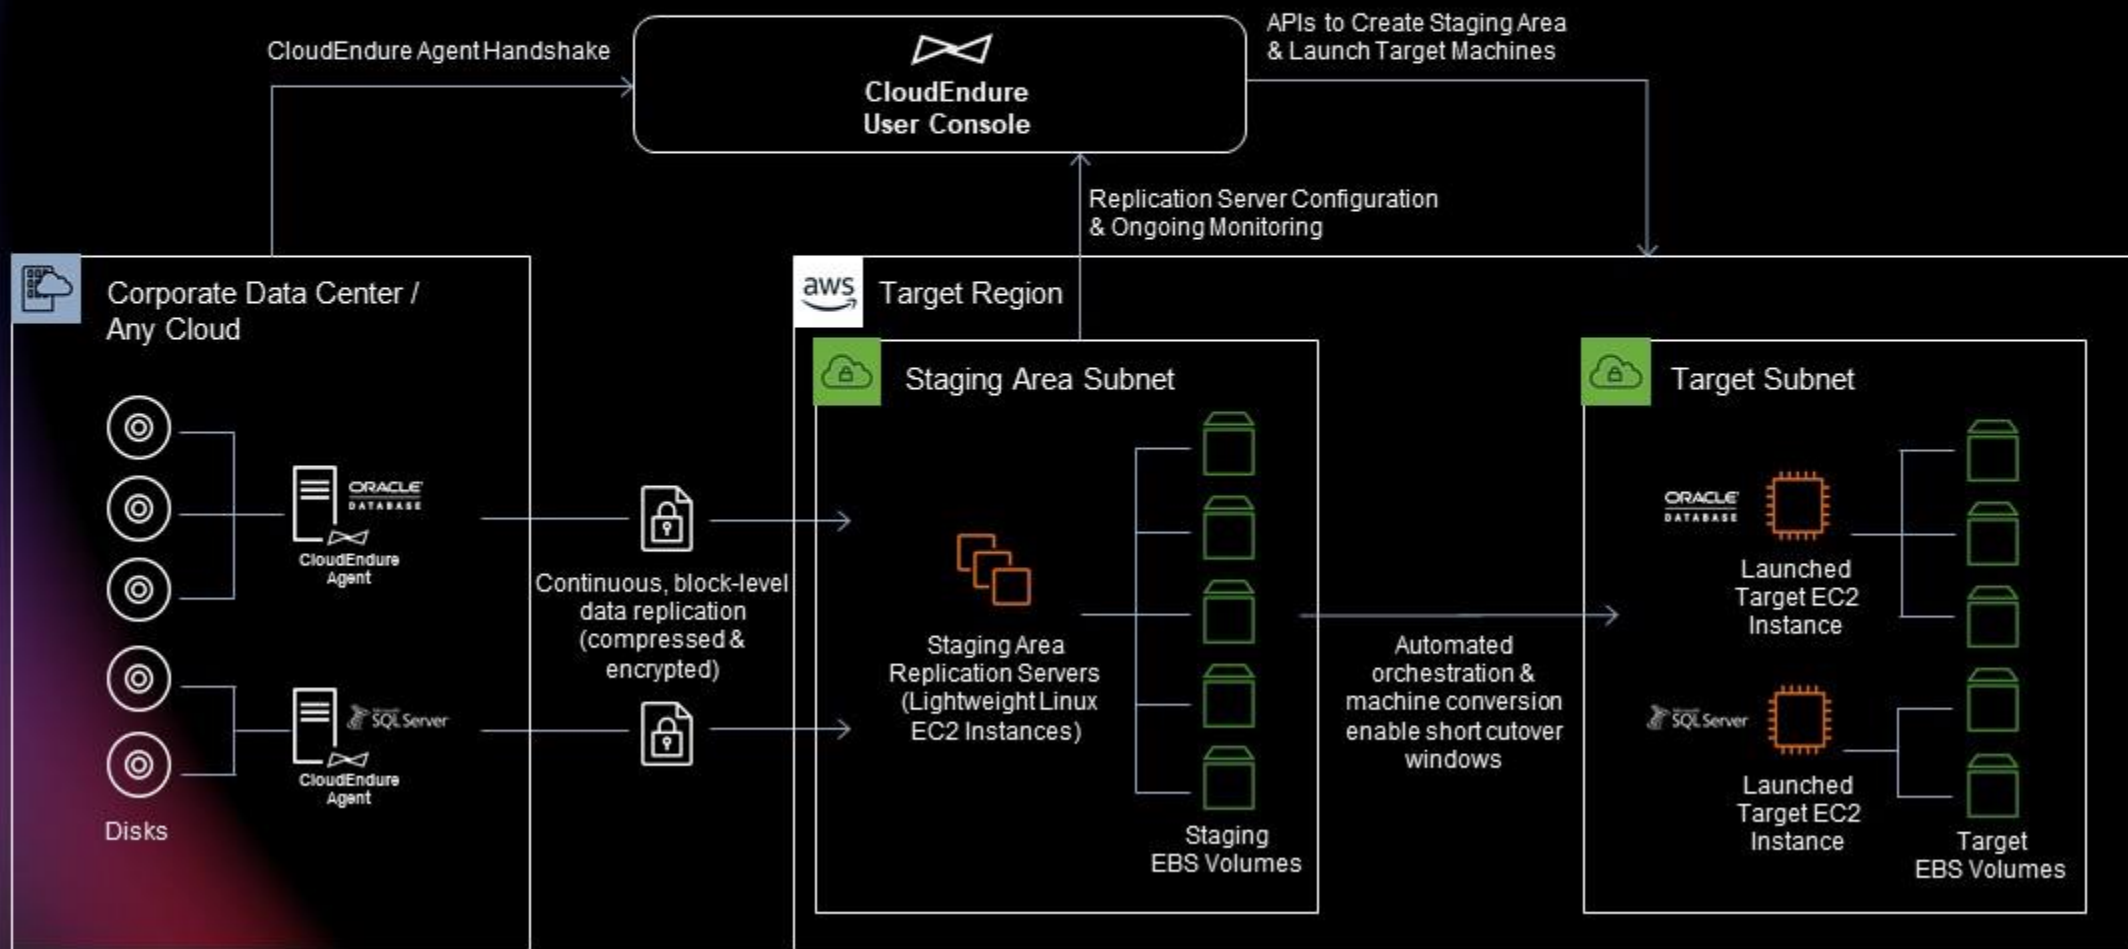 CloudEndure Agent Handshake
CloudEndure
User Console
APIs to Create Staging Area
& Launch Target Machines
Replication Server Configuration
& Ongoing Monitoring
Corporate Data Center /
Any Cloud
ORACLE
DATABASE
CloudEndure
Agent
SQL Server
CloudEndure
Agent
Disks
Continuous, block-level
data replication
(compressed &
encrypted)
aws
Target Region
Staging Area Subnet
Staging Area
Replication Servers
(Lightweight Linux
EC2 Instances)
Staging
EBS Volumes
Automated
orchestration &
machine conversion
enable short cutover
windows
Target Subnet
ORACLE
DATABASE
Launched
Target EC2
Instance
SQL Server
Launched
Target EC2
Instance
Target
EBS Volumes